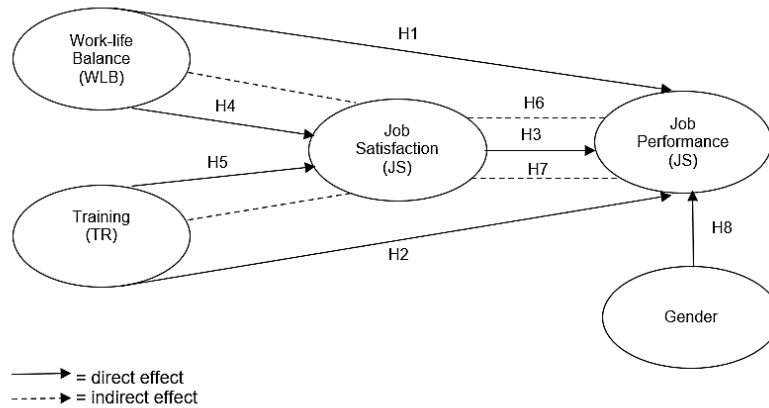 Work-life
Balance
(WLB)
H1
H4
H6
Job
Satisfaction
(JS)
H3
Job
Performance
(JS)
H5
H7
Training
(TR)
H2
H8
Gender
= direct effect
= indirect effect